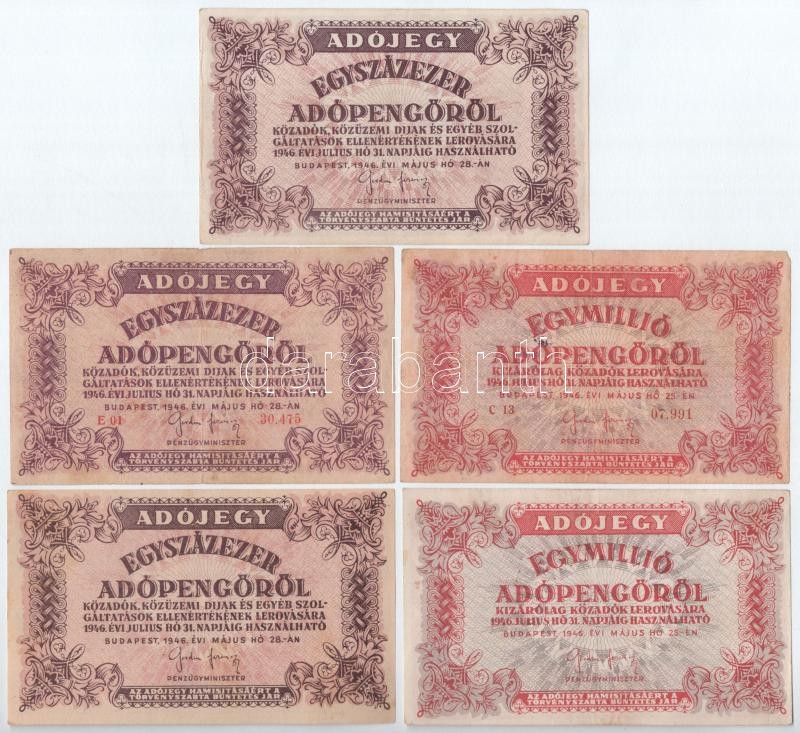 ADÓJEGY
EGYSZÁZEZER
ADÓPENGŐRŐL
KÖZADÓK, KÖZÜZEMI DIJAK ÉS EGYÉB SZOL-
GÁLTATÁSOK ELLENÉRTÉKÉNEK LEROVÁSÁRA
1946. ÉVI JULIUS HÓ 31. NAPJÁIG HASZNÁLHATÓ
BUDAPEST, 1946. ÉVI MÁJUS HÓ 28.-ÁN
PÉNZÜGYMINISZTER
AZ ADÓJEGY HAMISITÁSÁÉRT A
TÖRVÉNYSZABTA BÜNTETÉS JÁR
ADÓJEGY
EGYSZÁZEZER
ADÓPENGŐRŐL
KÖZADÓK, KÖZÜZEMI DIJAK ÉS EGYÉB SZOL-
GÁLTATÁSOK ELLENÉRTÉKÉNEK LEROVÁSÁRA
1946. ÉVI JULIUS HÓ 31. NAPJÁIG HASZNÁLHATÓ
BUDAPEST, 1946. ÉVI MÁJUS HÓ 28.-ÁN
E 01 30.475
PÉNZÜGYMINISZTER
AZ ADÓJEGY HAMISITÁSÁÉRT A
TÖRVÉNYSZABTA BÜNTETÉS JÁR
ADÓJEGY
EGYMILLIÓ
ADÓPENGŐRŐL
KIZÁRÓLAG KÖZADÓK LEROVÁSÁRA
1946. JULIUS HÓ 31. NAPJÁIG HASZNÁLHATÓ
BUDAPEST, 1946. ÉVI MÁJUS HÓ 25-ÉN
C 13 07.991
PÉNZÜGYMINISZTER
AZ ADÓJEGY HAMISITÁSÁÉRT A
TÖRVÉNYSZABTA BÜNTETÉS JÁR
darabanth
ADÓJEGY
EGYSZÁZEZER
ADÓPENGŐRŐL
KÖZADÓK, KÖZÜZEMI DIJAK ÉS EGYÉB SZOL-
GÁLTATÁSOK ELLENÉRTÉKÉNEK LEROVÁSÁRA
1946. ÉVI JULIUS HÓ 31. NAPJÁIG HASZNÁLHATÓ
BUDAPEST, 1946. ÉVI MÁJUS HÓ 28.-ÁN
PÉNZÜGYMINISZTER
AZ ADÓJEGY HAMISITÁSÁÉRT A
TÖRVÉNYSZABTA BÜNTETÉS JÁR
ADÓJEGY
EGYMILLIÓ
ADÓPENGŐRŐL
KIZÁRÓLAG KÖZADÓK LEROVÁSÁRA
1946. JULIUS HÓ 31. NAPJÁIG HASZNÁLHATÓ
BUDAPEST, 1946. ÉVI MÁJUS HÓ 25-ÉN
PÉNZÜGYMINISZTER
AZ ADÓJEGY HAMISITÁSÁÉRT A
TÖRVÉNYSZABTA BÜNTETÉS JÁR